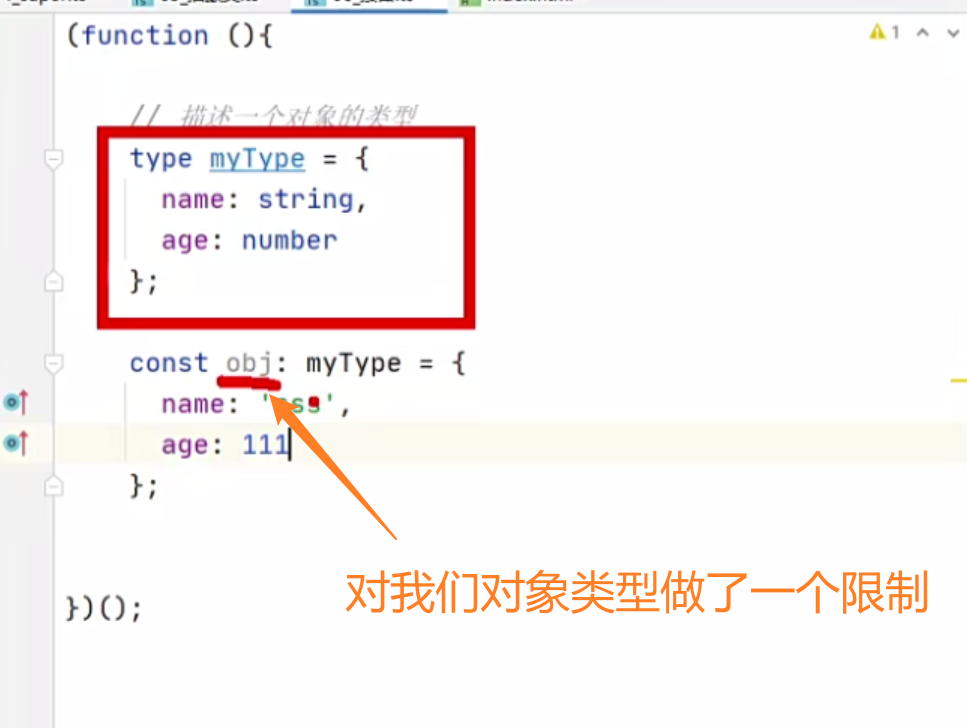 (function (){
1
// 描述一个对象的类型
type myType = {
name: string,
age: number
};
const obj: myType = {
name: 'sss',
age: 111
};
对我们对象类型做了一个限制
})();